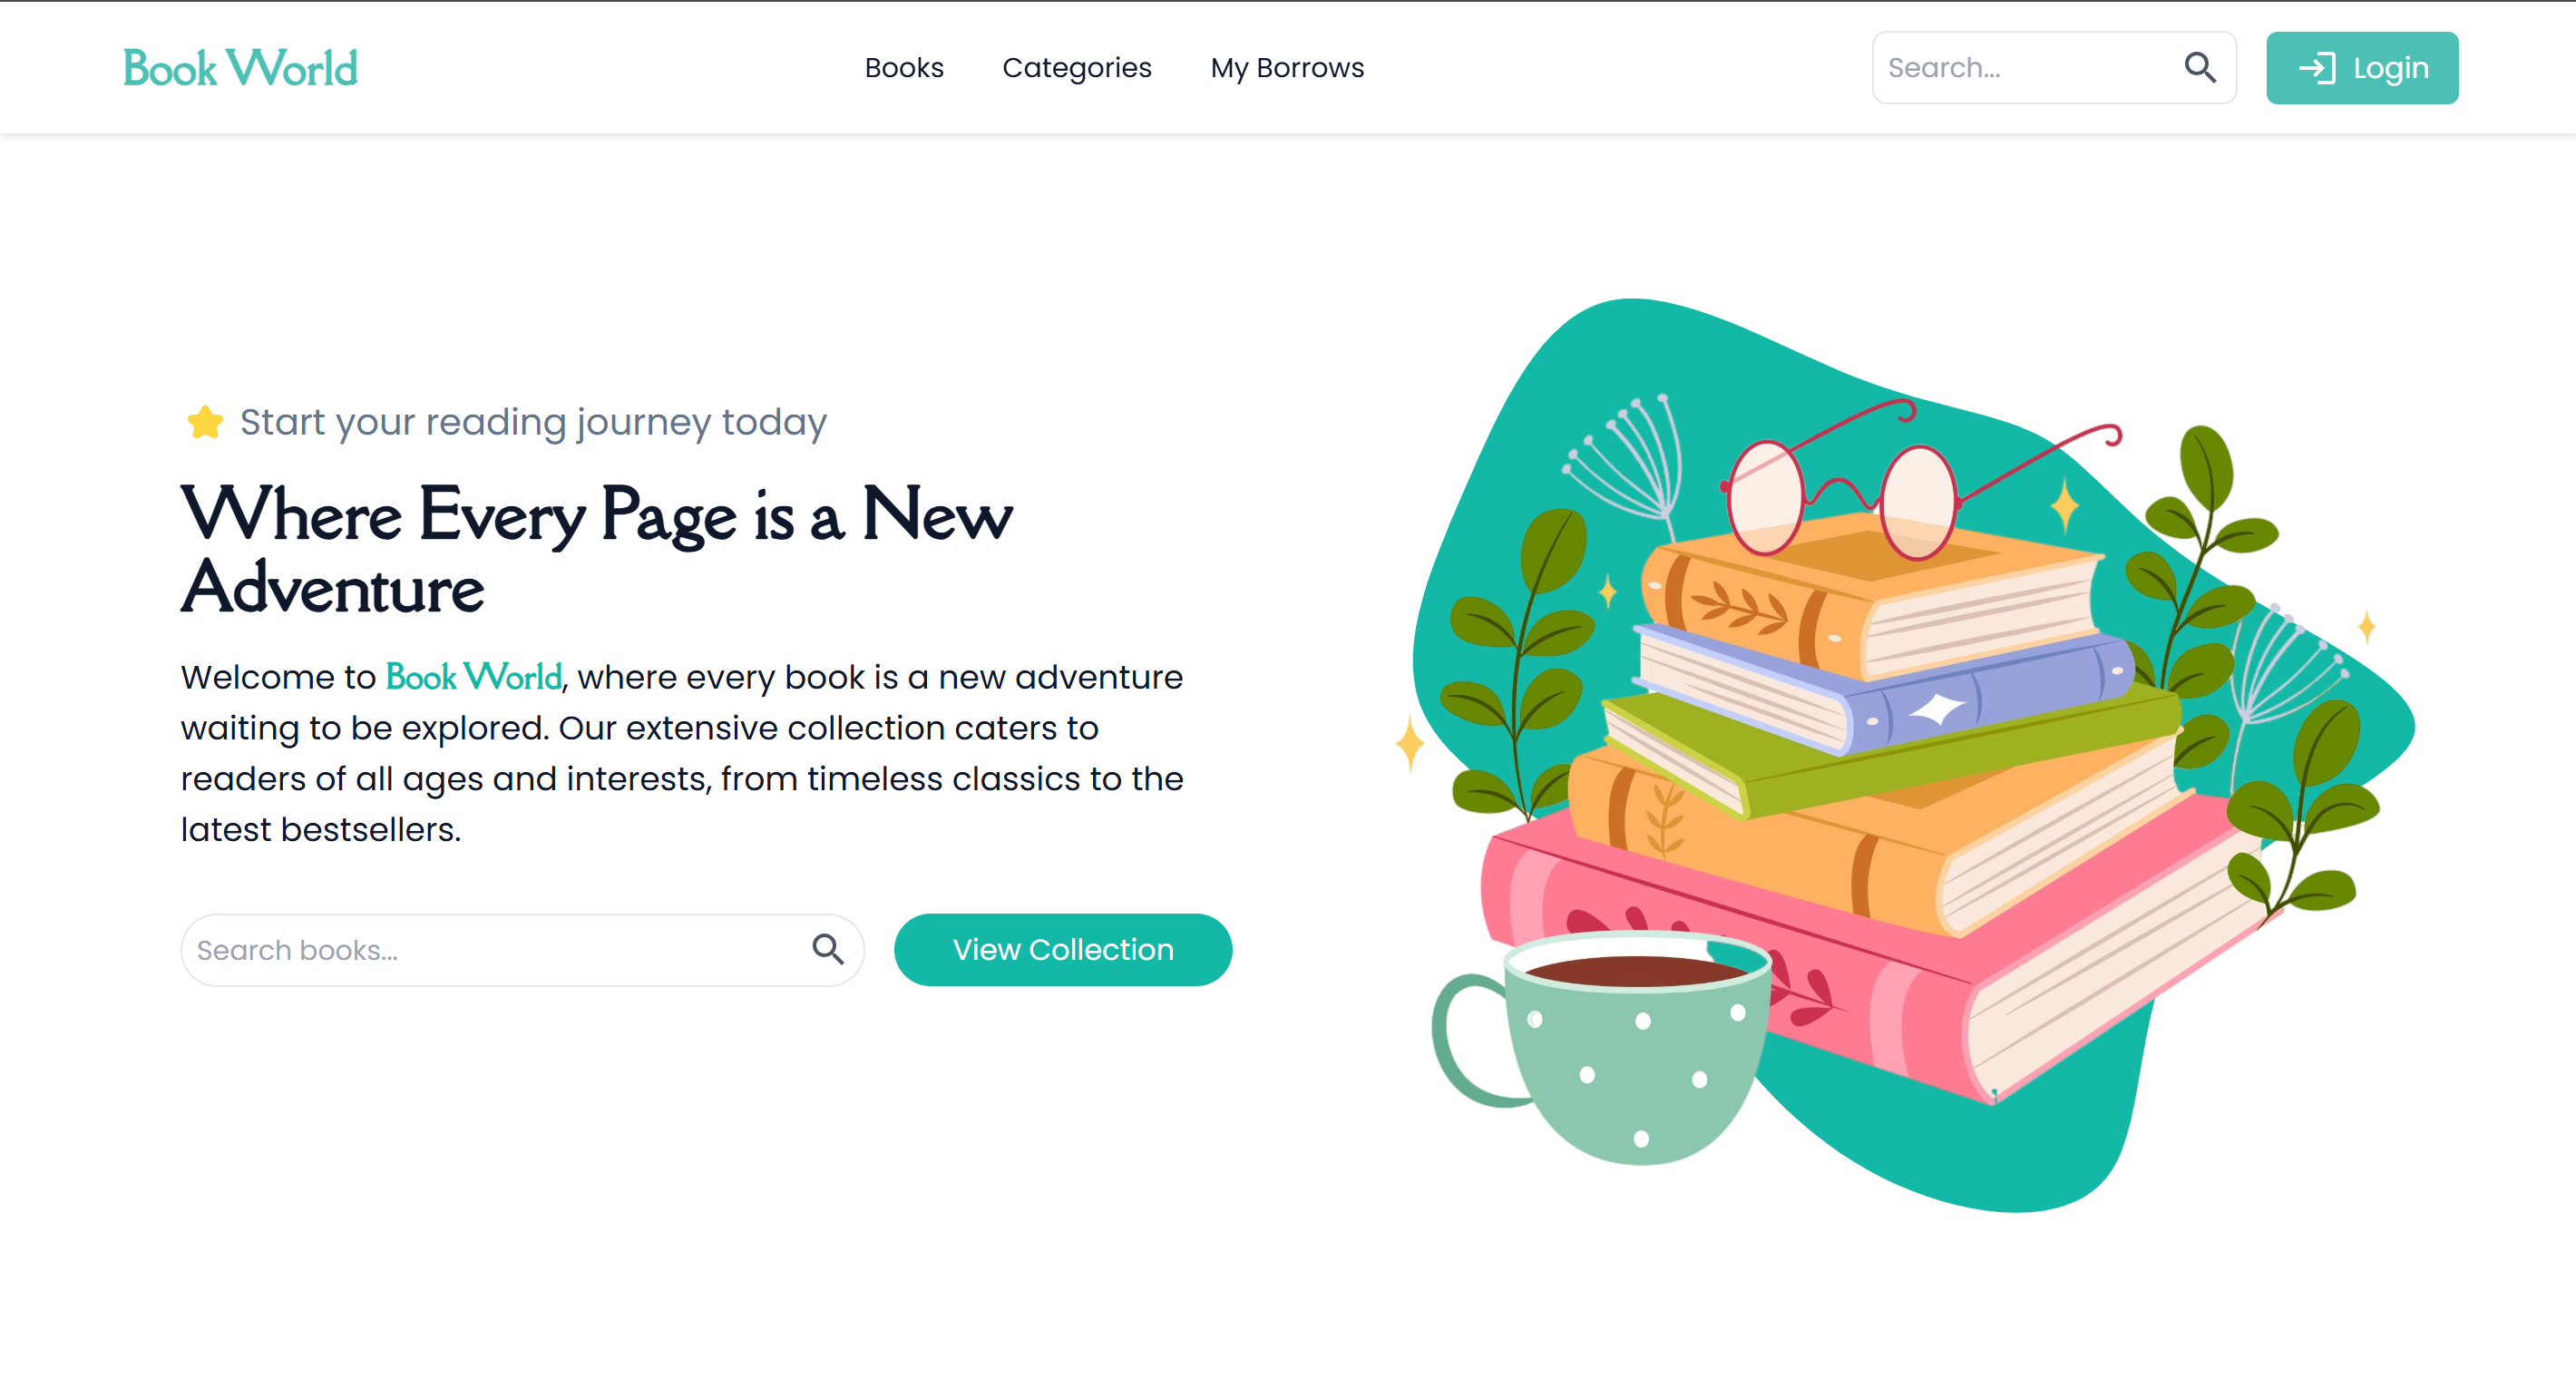 Book World
Books
Categories
My Borrows
Search...
Login
Start your reading journey today
Where Every Page is a New
Adventure
Welcome to Book World, where every book is a new adventure
waiting to be explored. Our extensive collection caters to
readers of all ages and interests, from timeless classics to the
latest bestsellers.
Search books...
View Collection